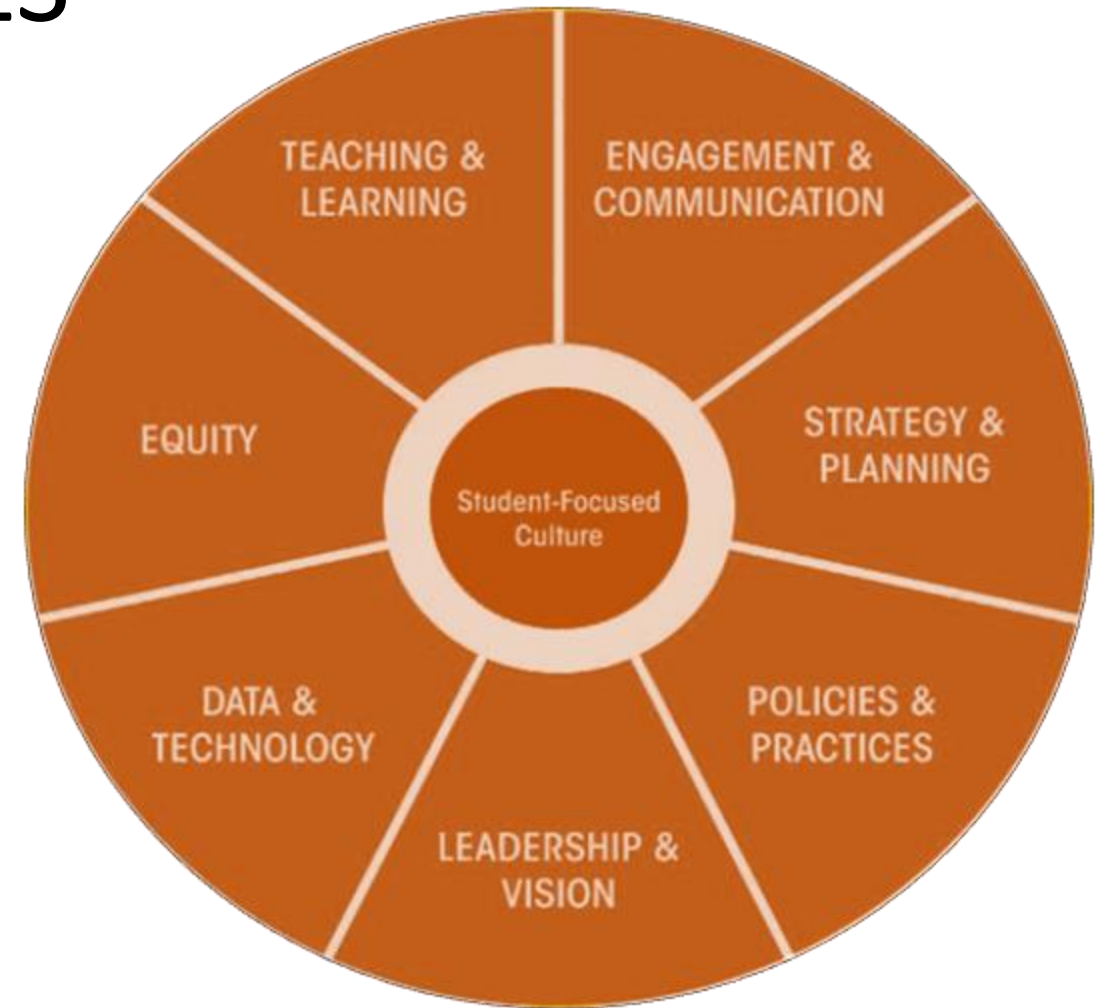 TEACHING &
LEARNING
ENGAGEMENT &
COMMUNICATION
EQUITY
STRATEGY &
PLANNING
Student-Focused
Culture
DATA &
TECHNOLOGY
POLICIES &
PRACTICES
LEADERSHIP &
VISION